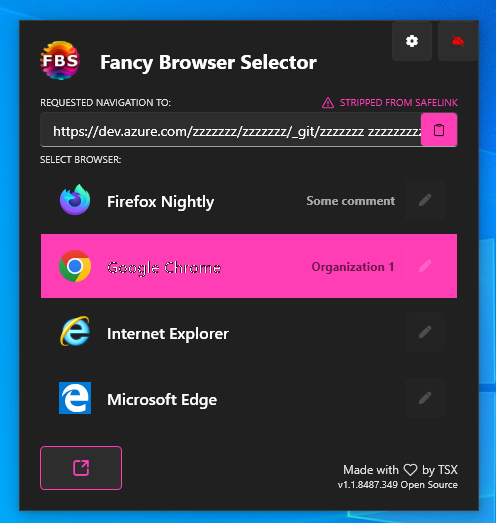 FBS
Fancy Browser Selector
REQUESTED NAVIGATION TO:
STRIPPED FROM SAFELINK
https://dev.azure.com/zzzzzzz/zzzzzzz/_git/zzzzzzz zzzzzzzzz
SELECT BROWSER:
Firefox Nightly
Some comment
Google Chrome
Organization 1
Internet Explorer
Microsoft Edge
Made with ♡ by TSX
v1.1.8487.349 Open Source